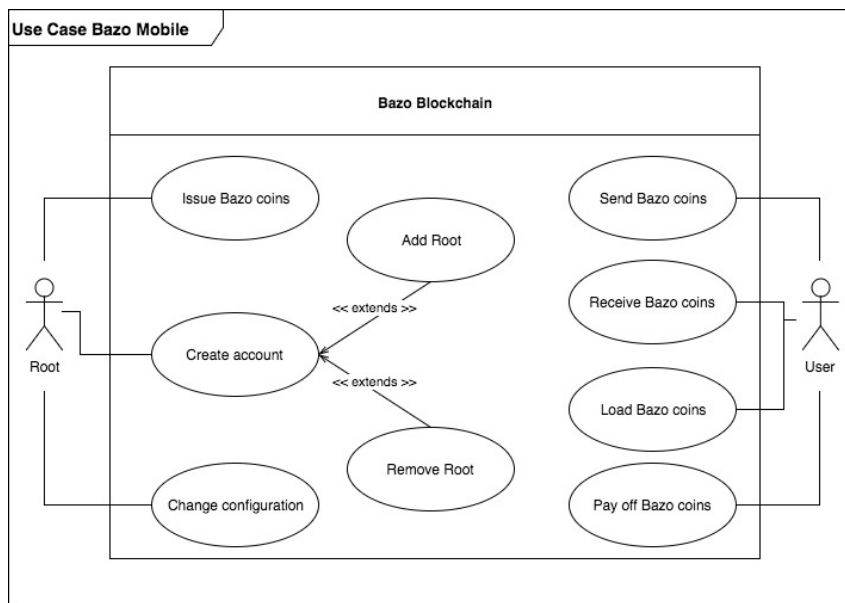 Use Case Bazo Mobile
Bazo Blockchain
Issue Bazo coins
Send Bazo coins
Add Root
Receive Bazo coins
<< extends >>
Create account
Root
User
<< extends >>
Load Bazo coins
Remove Root
Change configuration
Pay off Bazo coins